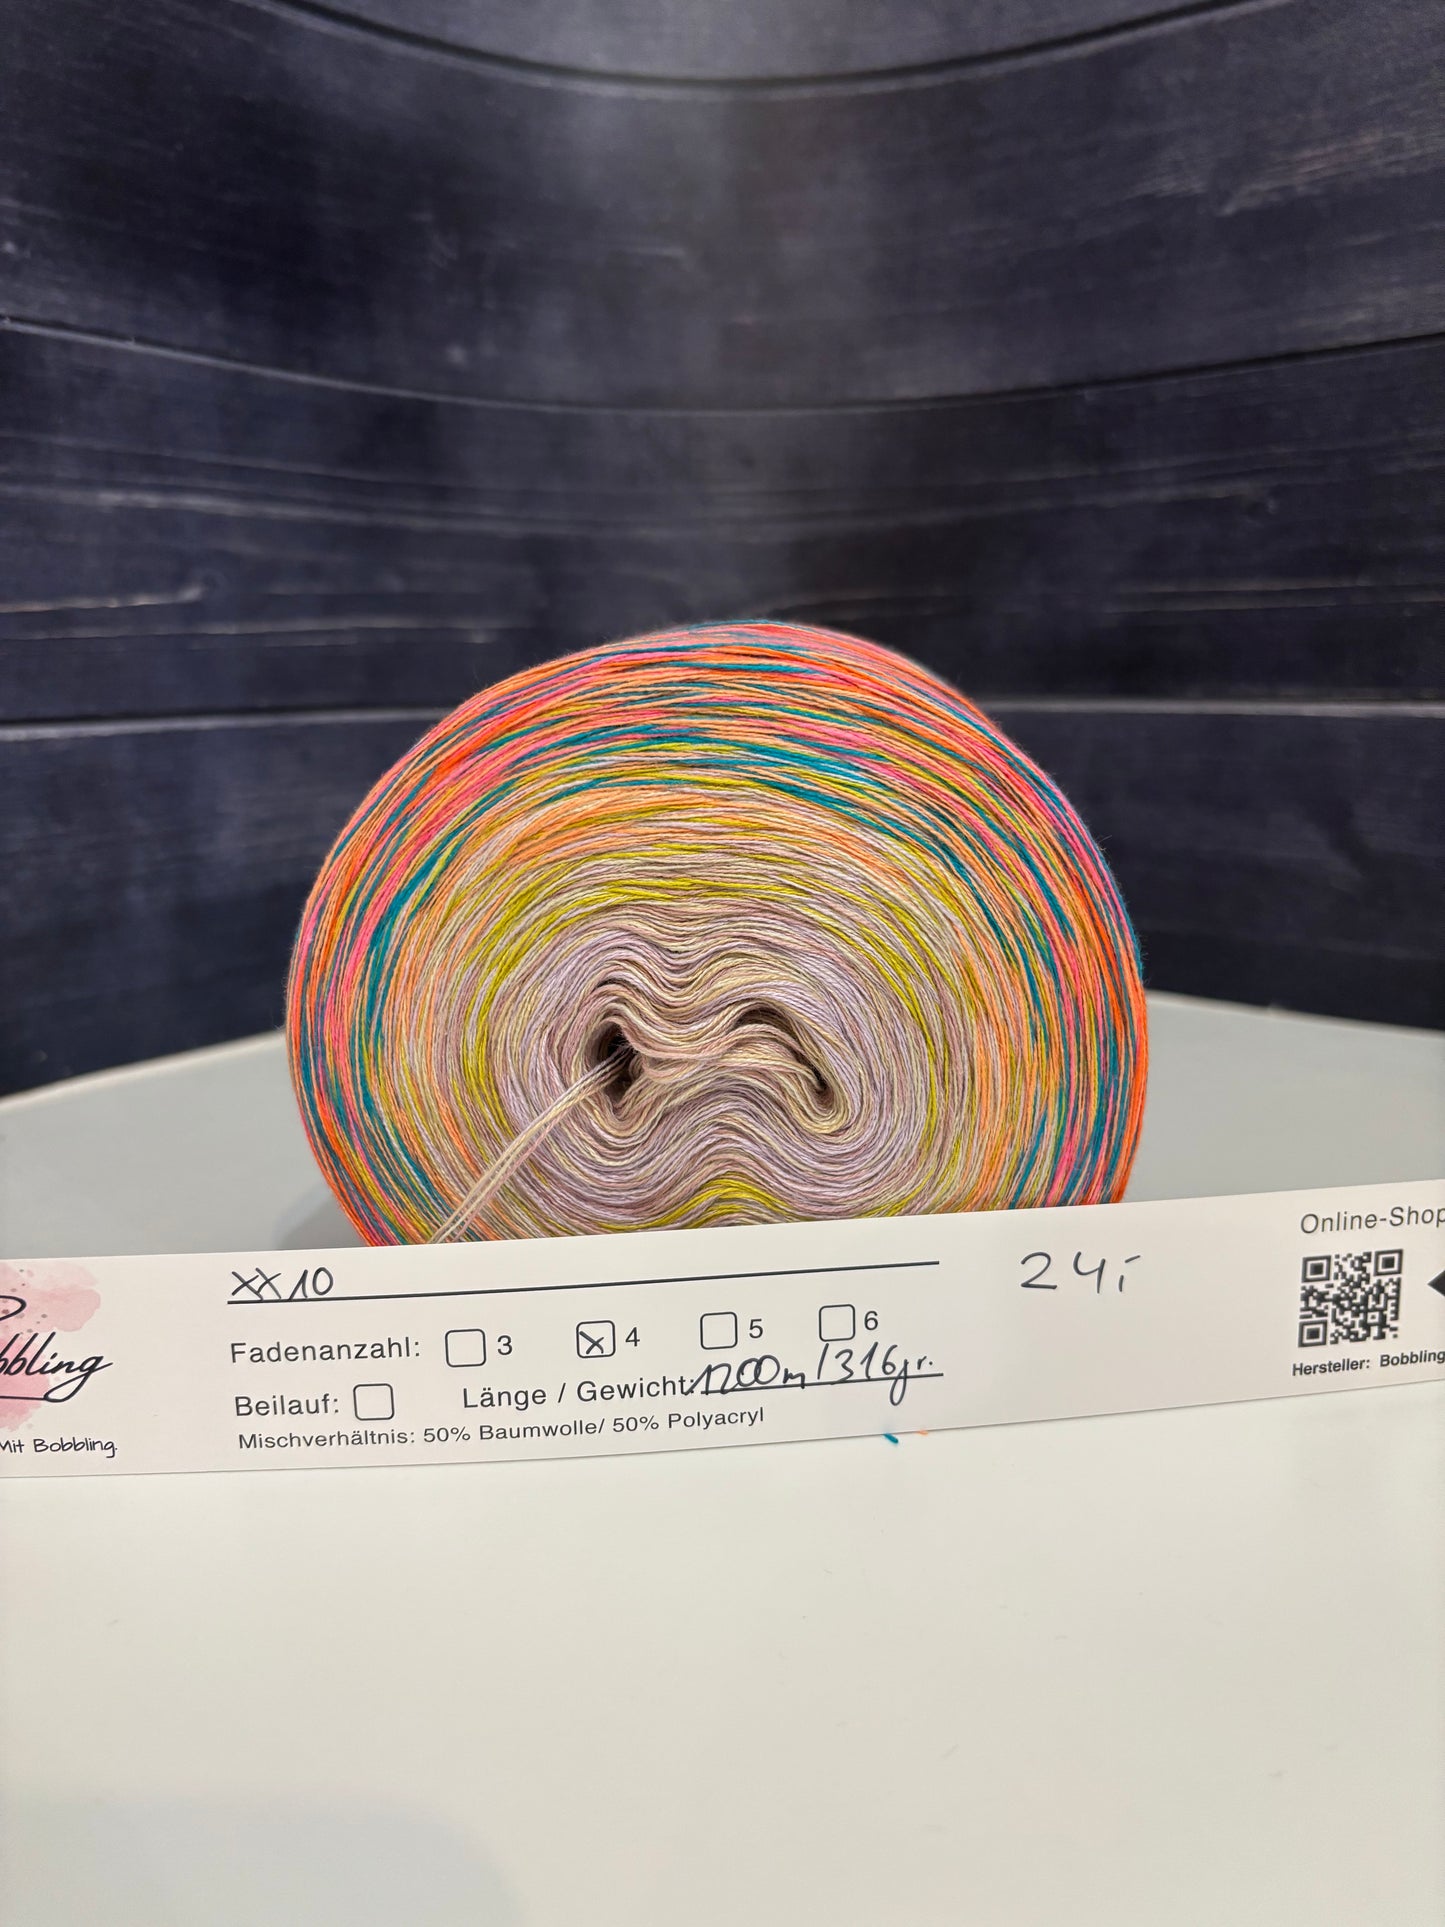 XX10
24,-
Online-Shop
Fadenanzahl: 3 4 5 6
Beilauf: Länge / Gewicht: 1200m / 316gr.
Mischverhältnis: 50% Baumwolle/ 50% Polyacryl
Mit Bobbling.
Hersteller: Bobbling